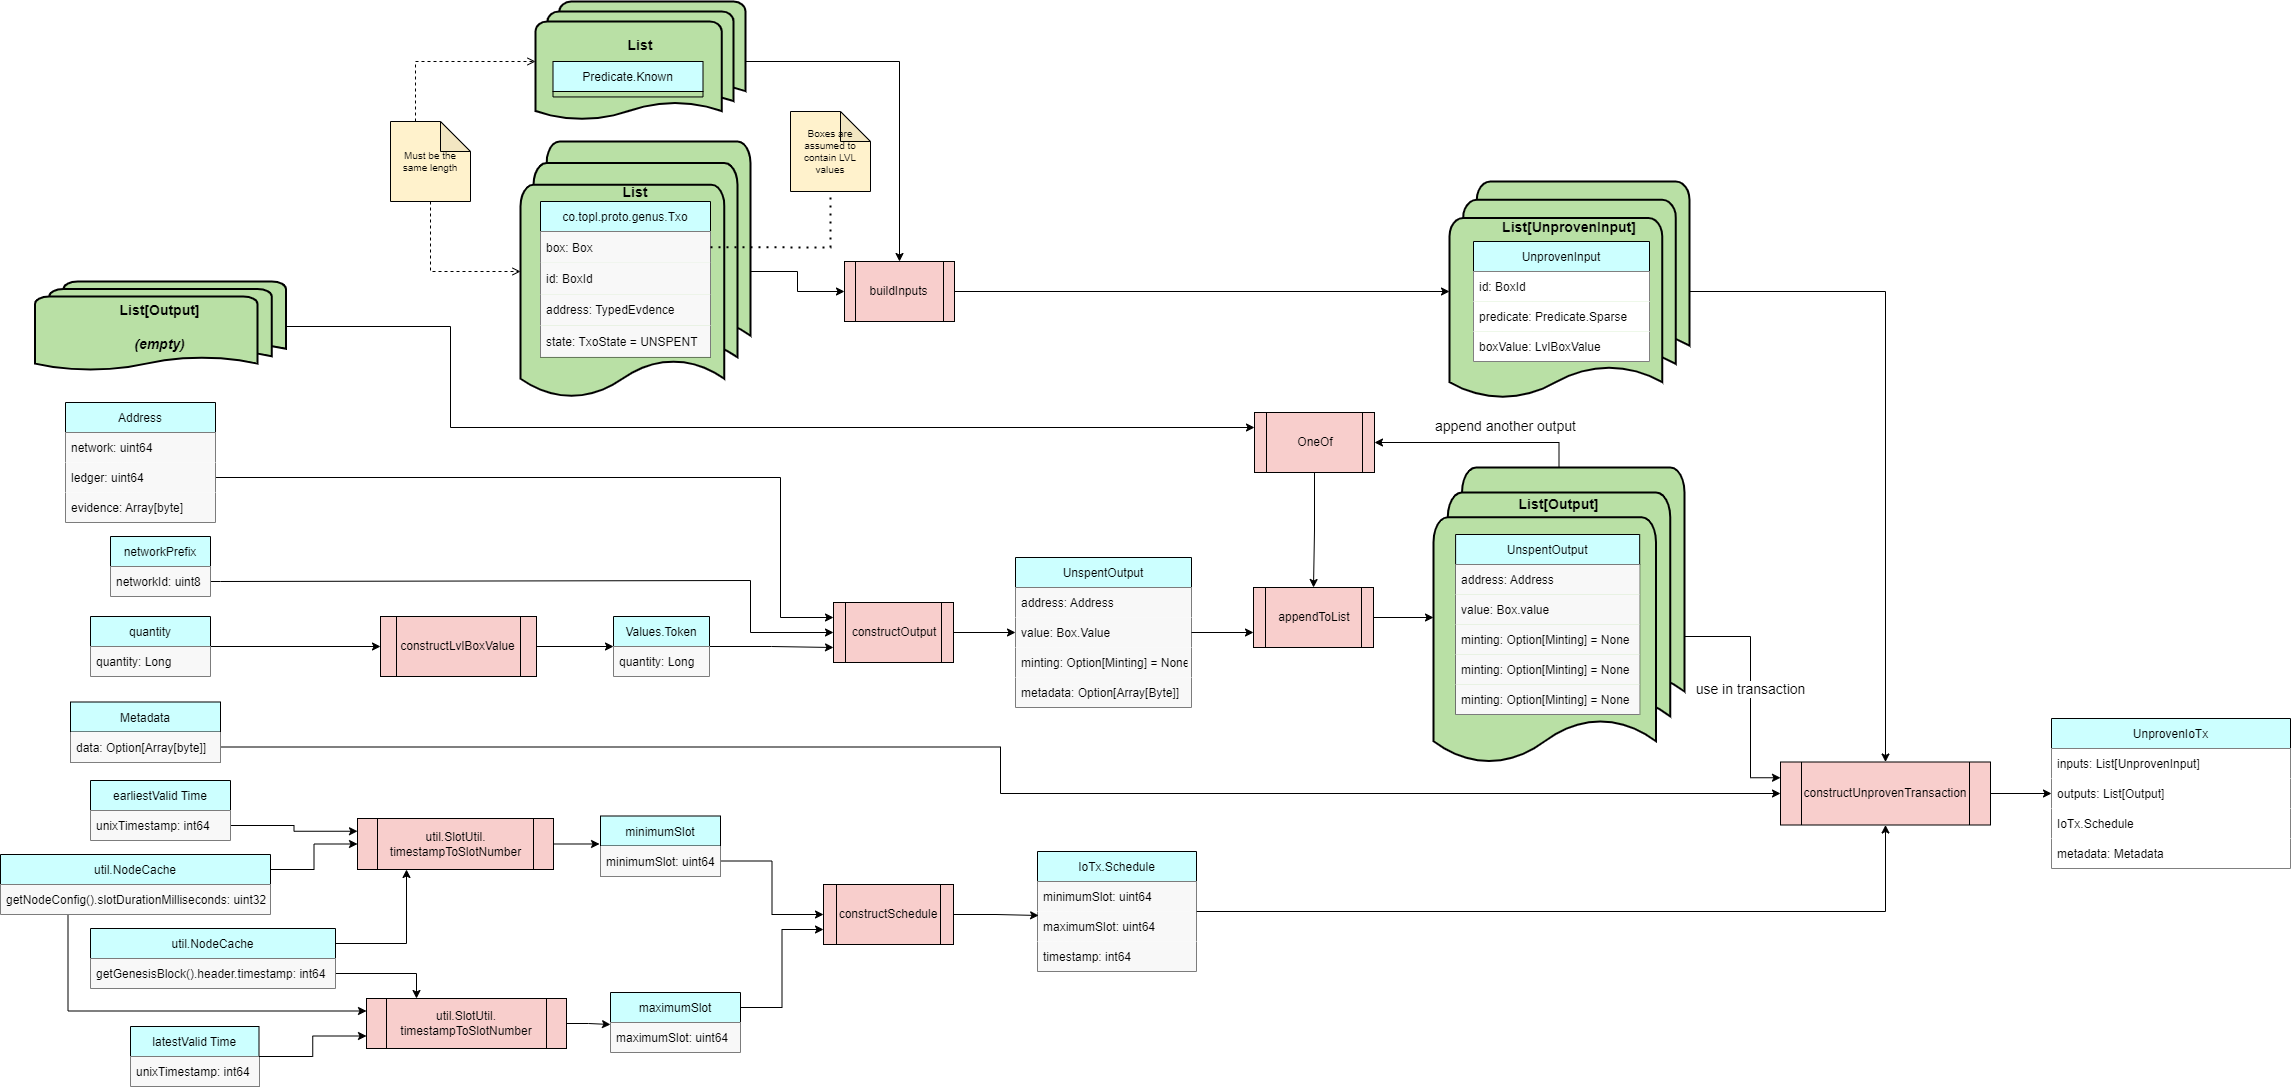 List
Predicate.Known
Must be the
same length
Boxes are
assumed to
contain LVL
values
List
co.topl.proto.genus.Txo
box: Box
id: BoxId
address: TypedEvdence
state: TxoState = UNSPENT
buildInputs
List[UnprovenInput]
UnprovenInput
id: BoxId
predicate: Predicate.Sparse
boxValue: LvlBoxValue
List[Output]
(empty)
Address
network: uint64
ledger: uint64
evidence: Array[byte]
OneOf
append another output
networkPrefix
networkId: uint8
quantity
quantity: Long
constructLvlBoxValue
Values.Token
quantity: Long
constructOutput
UnspentOutput
address: Address
value: Box.Value
minting: Option[Minting] = None
metadata: Option[Array[Byte]]
appendToList
List[Output]
UnspentOutput
address: Address
value: Box.value
minting: Option[Minting] = None
minting: Option[Minting] = None
minting: Option[Minting] = None
use in transaction
Metadata
data: Option[Array[byte]]
earliestValid Time
unixTimestamp: int64
util.NodeCache
getNodeConfig().slotDurationMilliseconds: uint32
util.NodeCache
getGenesisBlock().header.timestamp: int64
latestValid Time
unixTimestamp: int64
util.SlotUtil.
timestampToSlotNumber
util.SlotUtil.
timestampToSlotNumber
minimumSlot
minimumSlot: uint64
maximumSlot
maximumSlot: uint64
constructSchedule
IoTx.Schedule
minimumSlot: uint64
maximumSlot: uint64
timestamp: int64
constructUnprovenTransaction
UnprovenIoTx
inputs: List[UnprovenInput]
outputs: List[Output]
IoTx.Schedule
metadata: Metadata